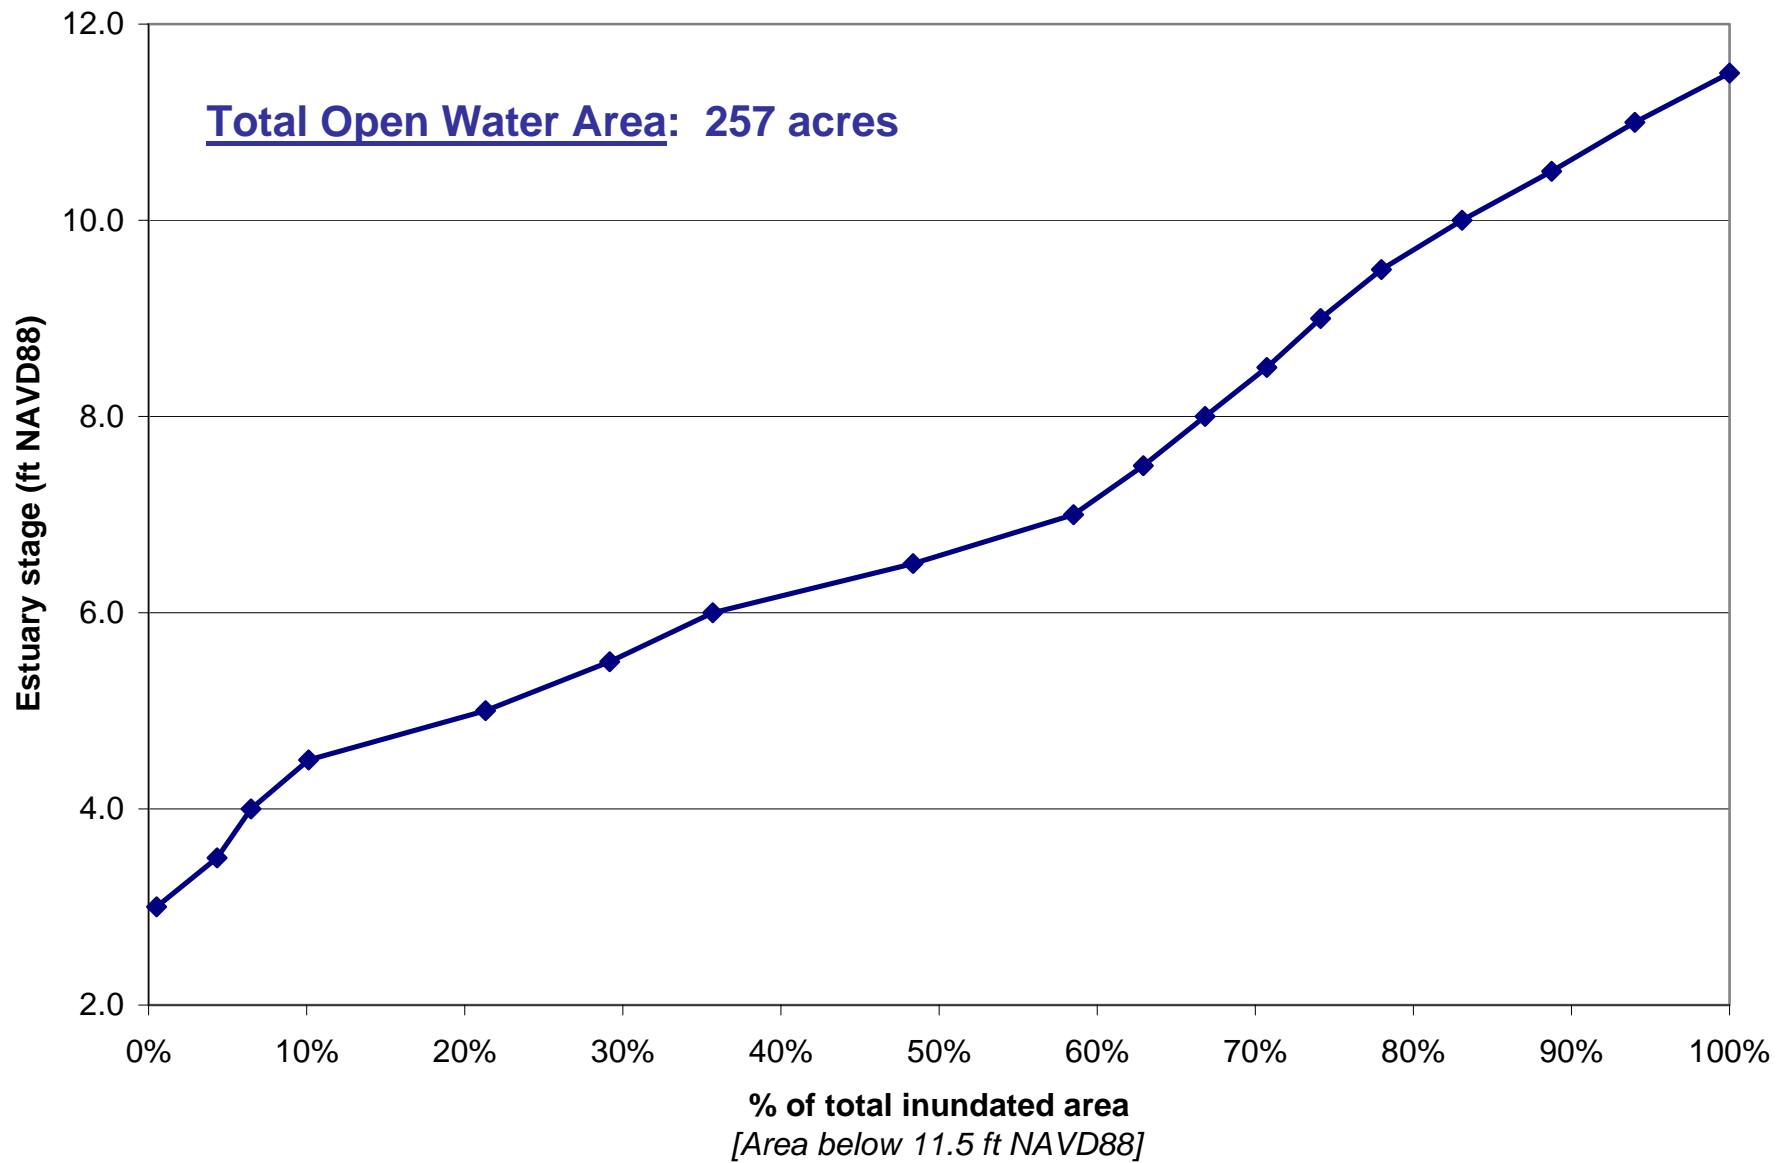 12.0
Total Open Water Area: 257 acres
10.0
8.0
6.0
4.0
2.0
Estuary stage (ft NAVD88)
0% 10% 20% 30% 40% 50% 60% 70% 80% 90% 100%
% of total inundated area
[Area below 11.5 ft NAVD88]